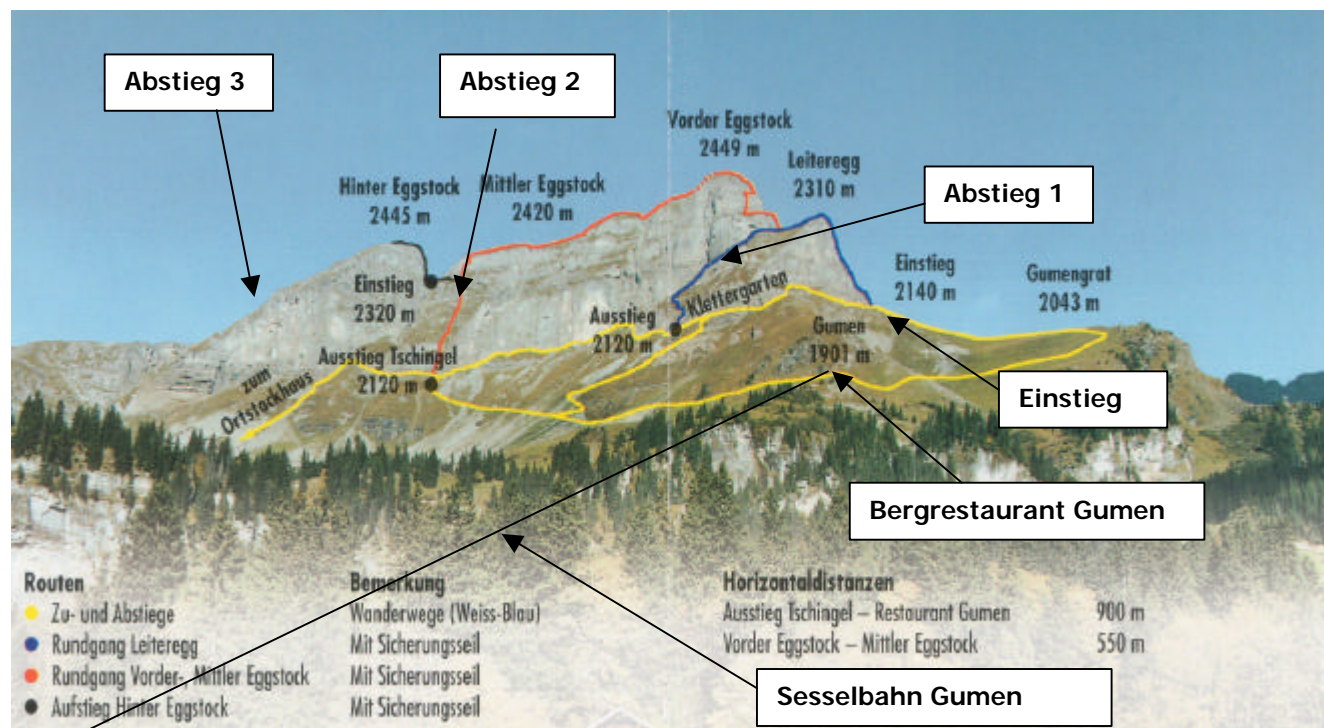 Abstieg 3
Abstieg 2
Vorder Eggstock
2449 m
Leiteregg
2310 m
Hinter Eggstock
2445 m
Mittler Eggstock
2420 m
Abstieg 1
Einstieg
2320 m
Klettergarten
Einstieg
2140 m
Gumengrat
2043 m
Ausstieg
2120 m
Gumen
1901 m
Ausstieg Tschingel
2120 m
zum
Ortstockhaus
Einstieg
Bergrestaurant Gumen
Routen Bemerkung Horizontaldistanzen
Zu- und Abstiege Wanderwege (Weiss-Blau) Ausstieg Tschingel – Restaurant Gumen 900 m
Rundgang Leiteregg Mit Sicherungsseil Vorder Eggstock – Mittler Eggstock 550 m
Rundgang Vorder-, Mittler Eggstock Mit Sicherungsseil
Aufstieg Hinter Eggstock Mit Sicherungsseil
Sesselbahn Gumen